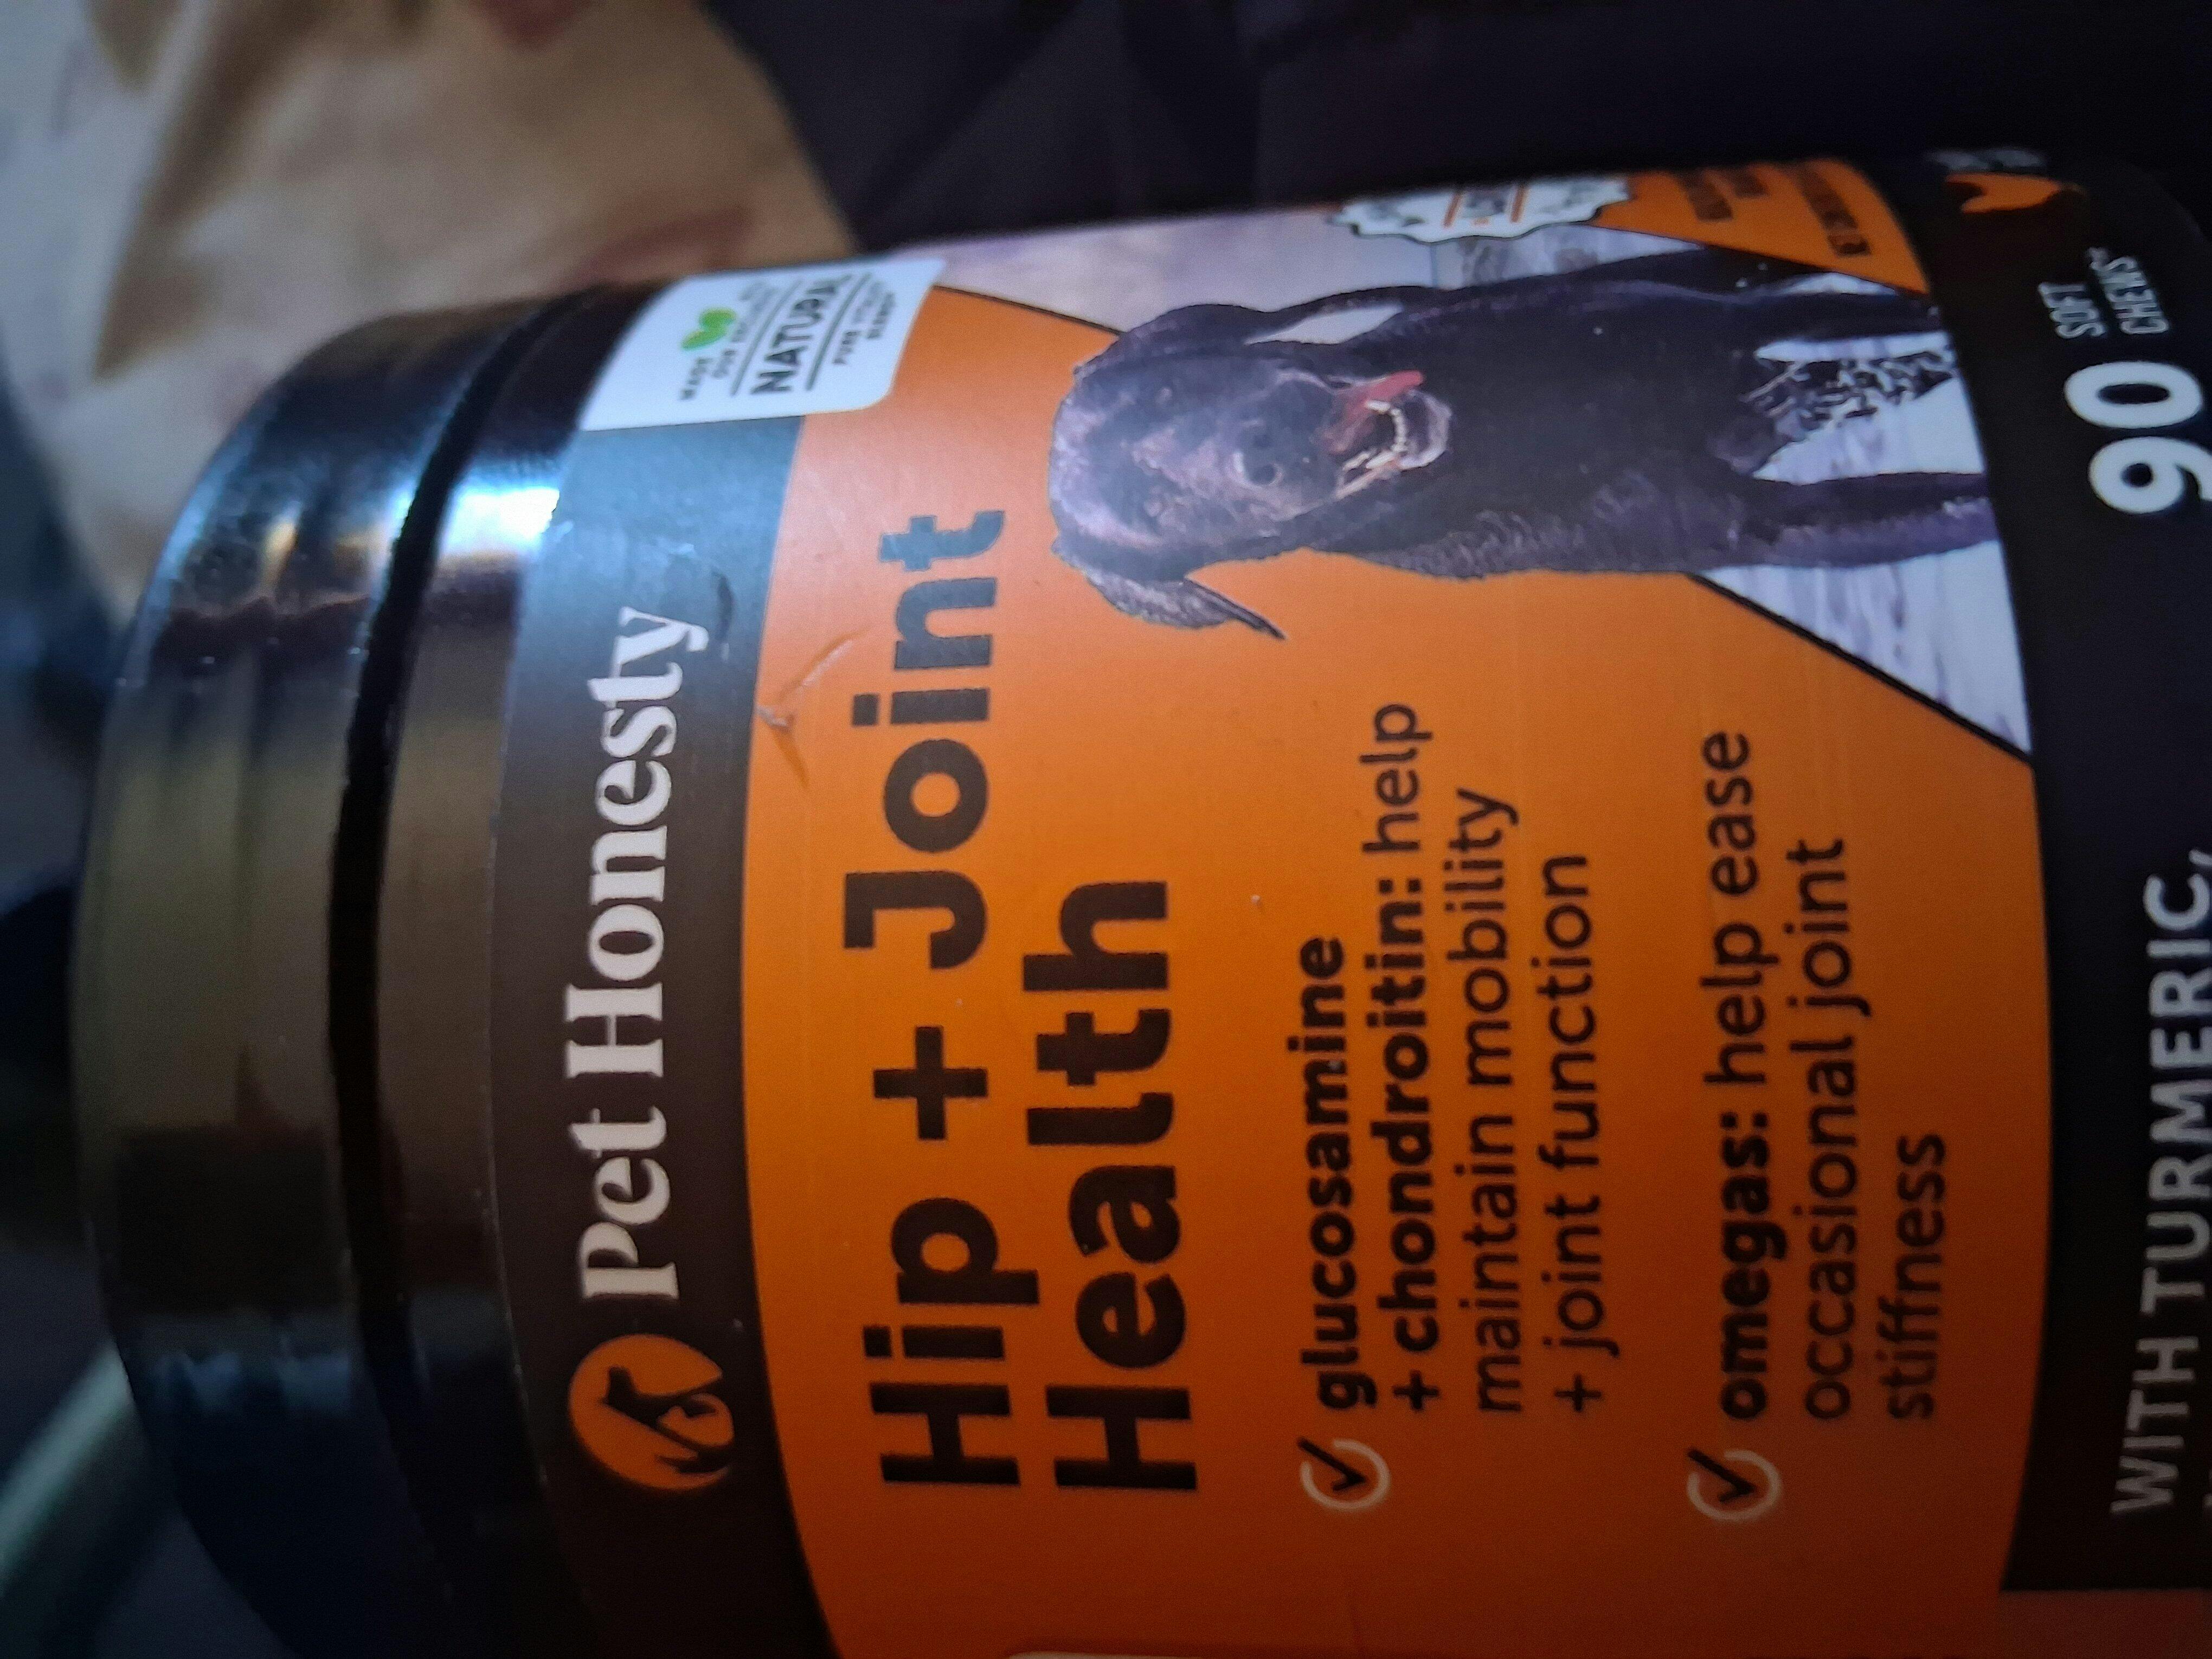 Pet Honesty
NATURAL
Hip + Joint
Health
glucosamine
+ chondroitin: help
maintain mobility
+ joint function
omegas: help ease
occasional joint
stiffness
90 SOFT
CHEWS
WITH TURMERIC,